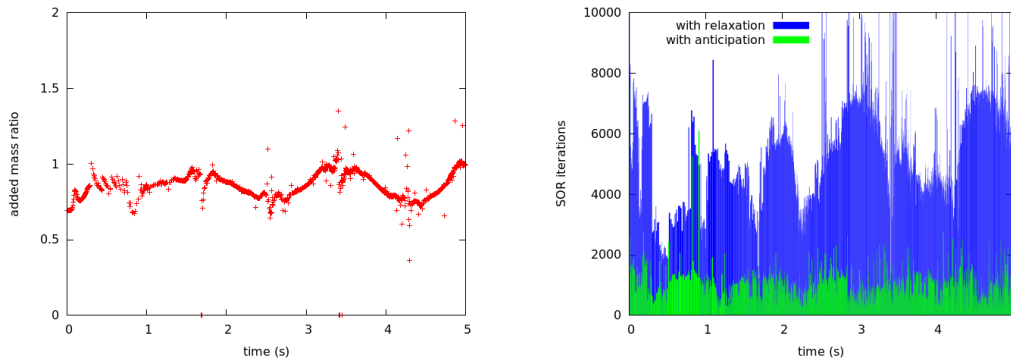 2
1.5
1
0.5
0
0 1 2 3 4 5
time (s)
added mass ratio
10000
8000
6000
4000
2000
0
0 1 2 3 4
time (s)
SOR iterations
with relaxation
with anticipation